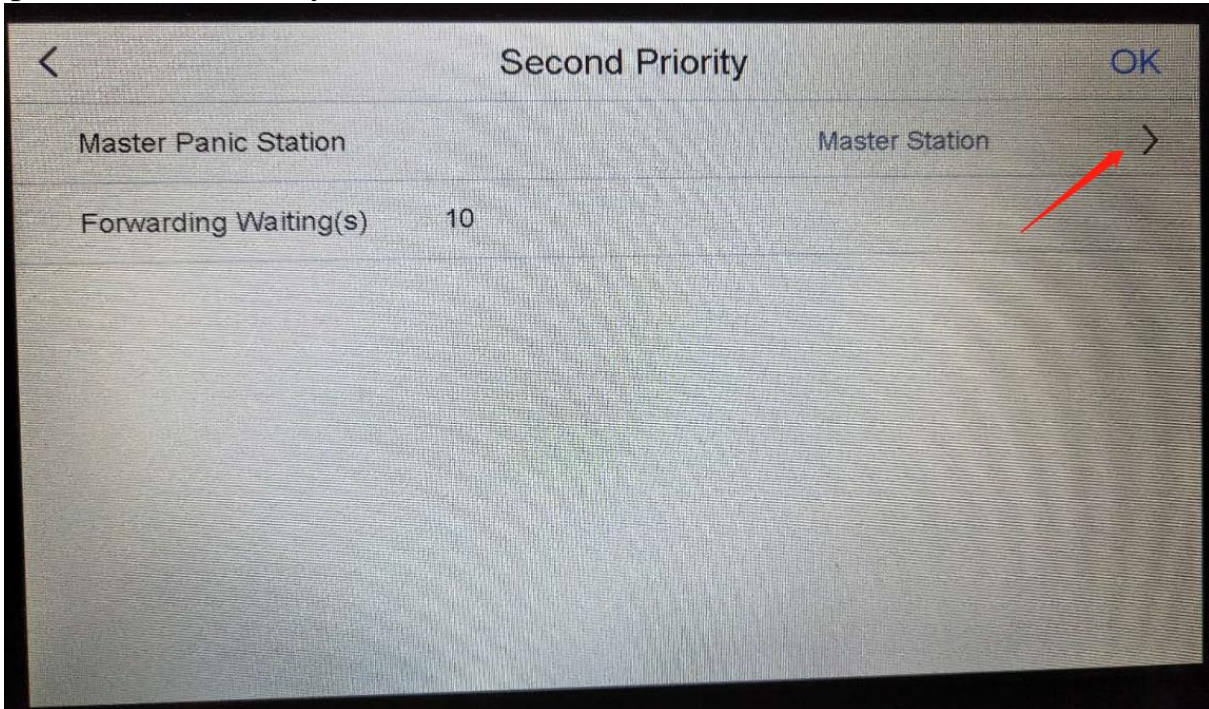 < Second Priority OK
Master Panic Station Master Station >
Forwarding Waiting(s) 10